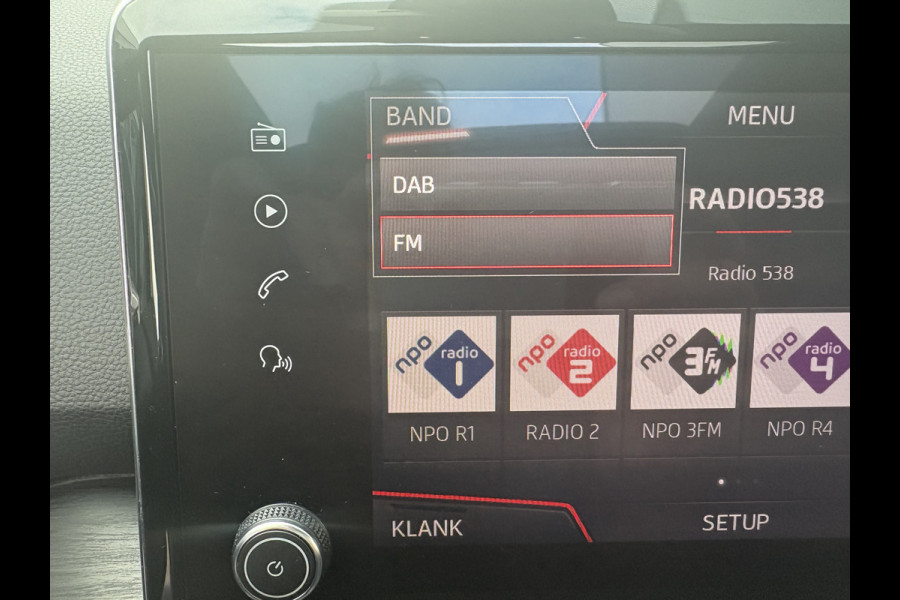 BAND
MENU
DAB
FM
RADIO538
Radio 538
npo radio 1
npo radio 2
npo 3FM
npo radio 4
NPO R1
RADIO 2
NPO 3FM
NPO R4
KLANK
SETUP